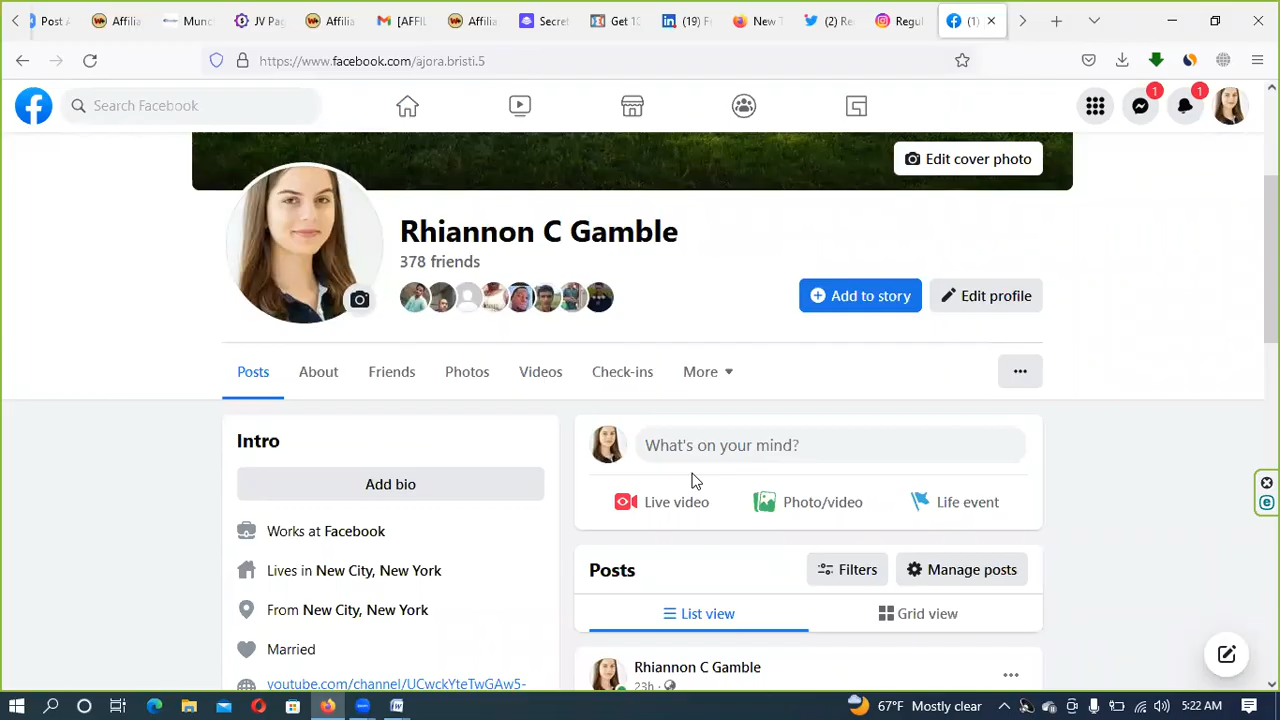 Post A
Affilia
Munc
JV Pag
Affilia
[AFFIL
Affilia
Secret
Get 10
(19) F
New T
(2) Re
Regul
(1)
https://www.facebook.com/ajora.bristi.5
Search Facebook
1
1
Edit cover photo
Rhiannon C Gamble
378 friends
Add to story
Edit profile
Posts
About
Friends
Photos
Videos
Check-ins
More
Intro
What's on your mind?
Add bio
Live video
Photo/video
Life event
Works at Facebook
Lives in New City, New York
Posts
Filters
Manage posts
From New City, New York
List view
Grid view
Married
Rhiannon C Gamble
youtube.com/channel/UCwckYteTwGAw5-
23h
67°F Mostly clear
5:22 AM